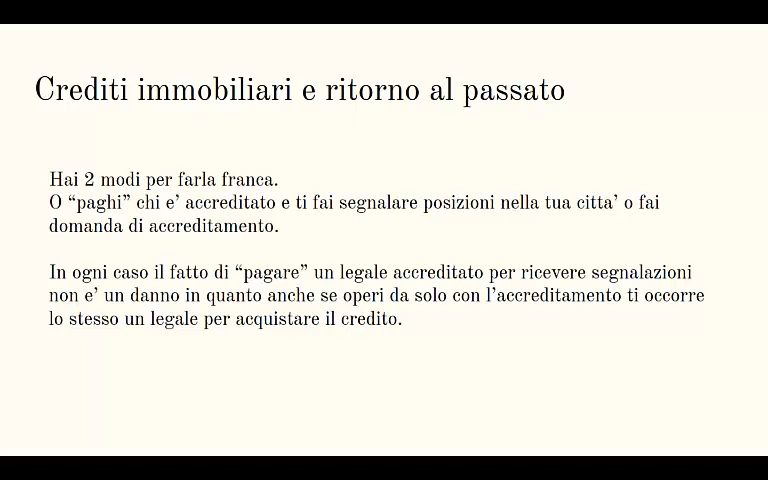 Crediti immobiliari e ritorno al passato
Hai 2 modi per farla franca.
O “paghi” chi e’ accreditato e ti fai segnalare posizioni nella tua citta’ o fai
domanda di accreditamento.
In ogni caso il fatto di “pagare” un legale accreditato per ricevere segnalazioni
non e’ un danno in quanto anche se operi da solo con l’accreditamento ti occorre
lo stesso un legale per acquistare il credito.